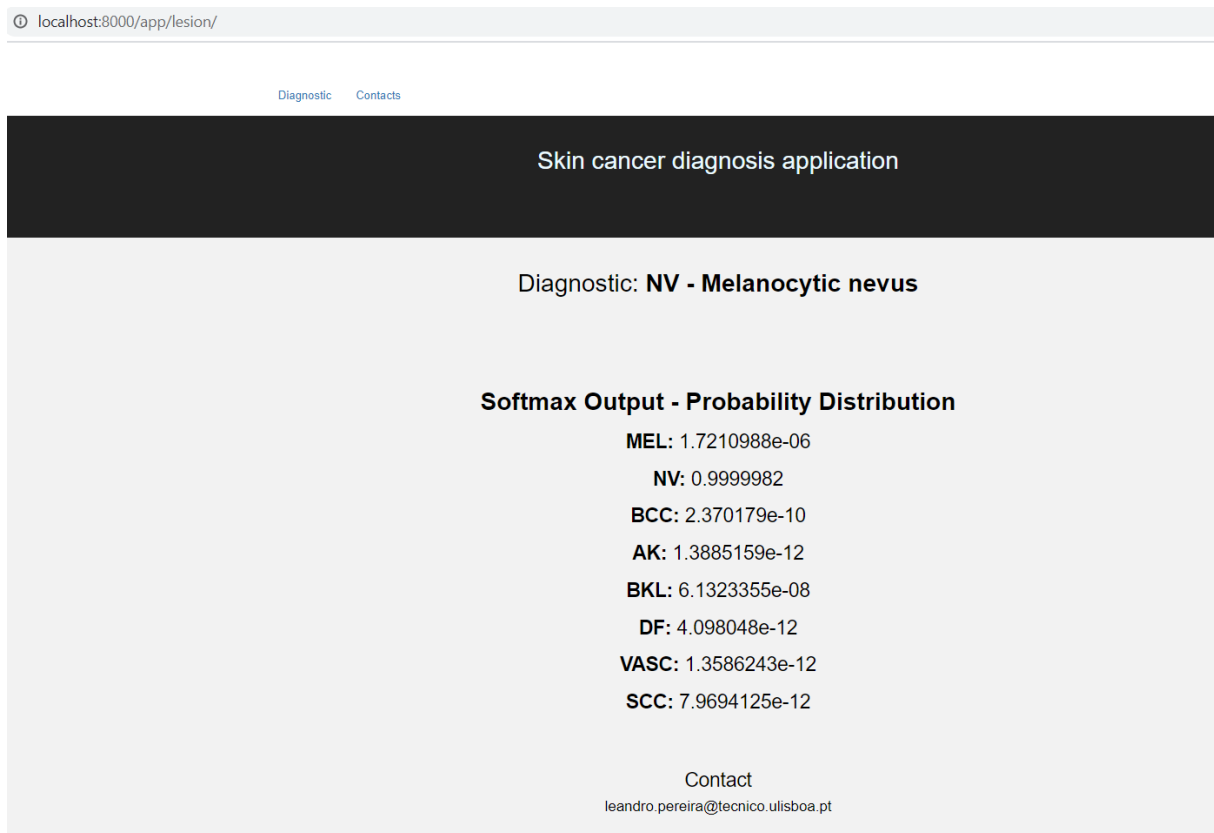 localhost:8000/app/lesion/
Diagnostic Contacts
Skin cancer diagnosis application
Diagnostic: NV - Melanocytic nevus
Softmax Output - Probability Distribution
MEL: 1.7210988e-06
NV: 0.9999982
BCC: 2.370179e-10
AK: 1.3885159e-12
BKL: 6.1323355e-08
DF: 4.098048e-12
VASC: 1.3586243e-12
SCC: 7.9694125e-12
Contact
leandro.pereira@tecnico.ulisboa.pt